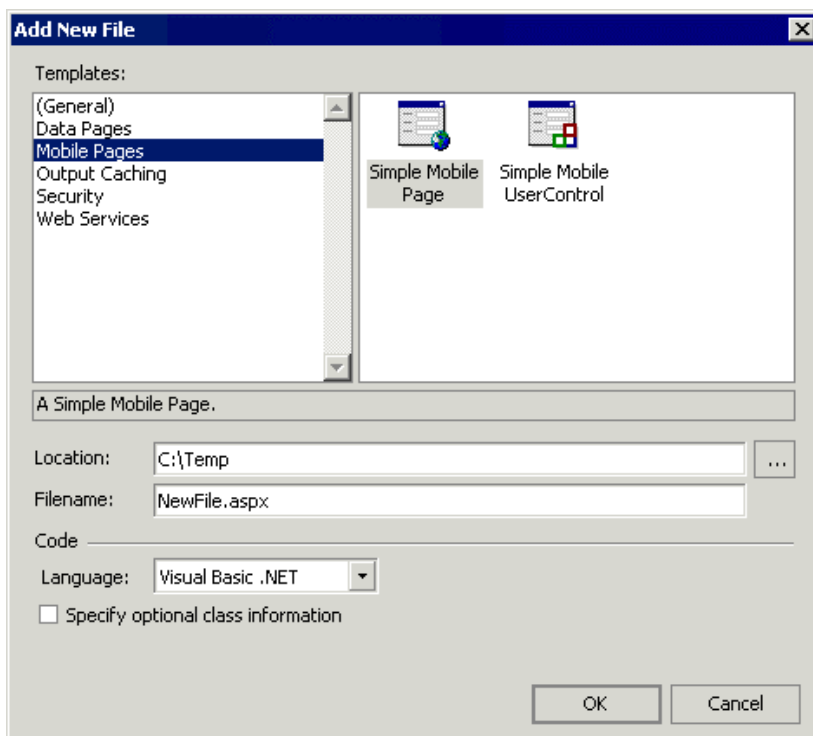 Add New File
Templates:
(General)
Data Pages
Mobile Pages
Output Caching
Security
Web Services
Simple Mobile
Page
Simple Mobile
UserControl
A Simple Mobile Page.
Location:
C:\Temp
...
Filename:
NewFile.aspx
Code
Language:
Visual Basic .NET
Specify optional class information
OK
Cancel